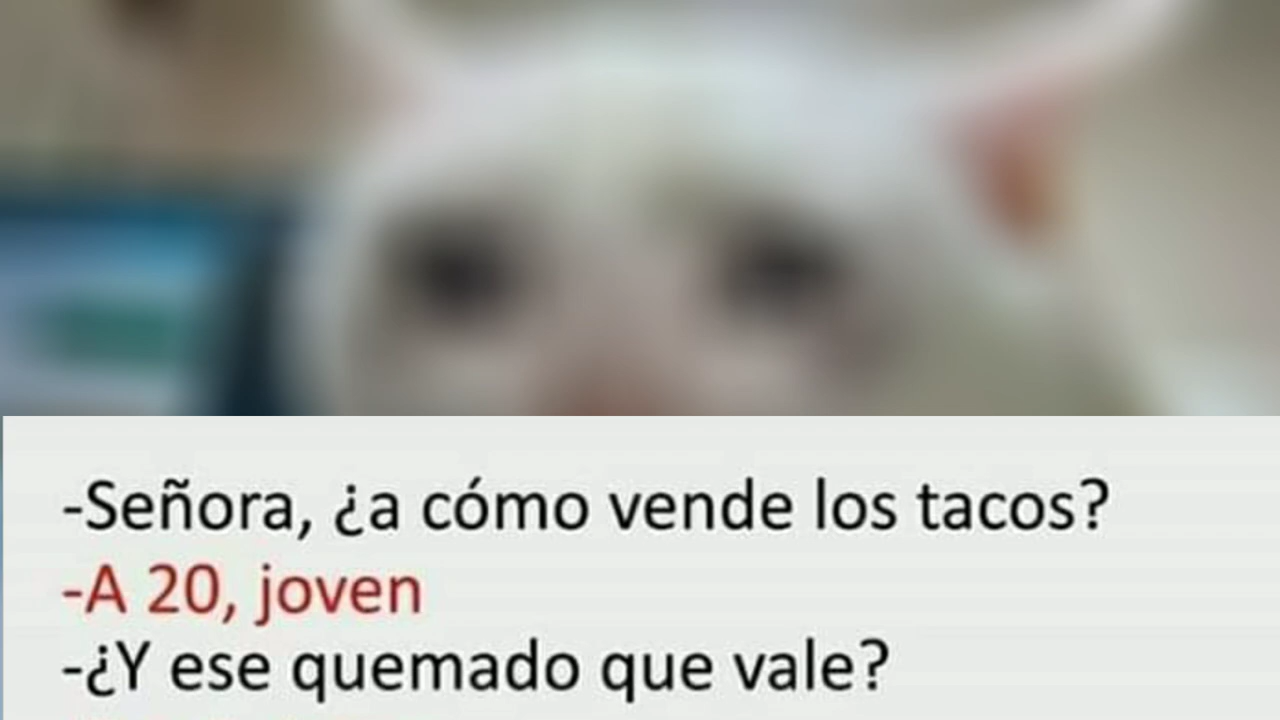 -Señora, ¿a cómo vende los tacos?
-A 20, joven
-¿Y ese quemado que vale?